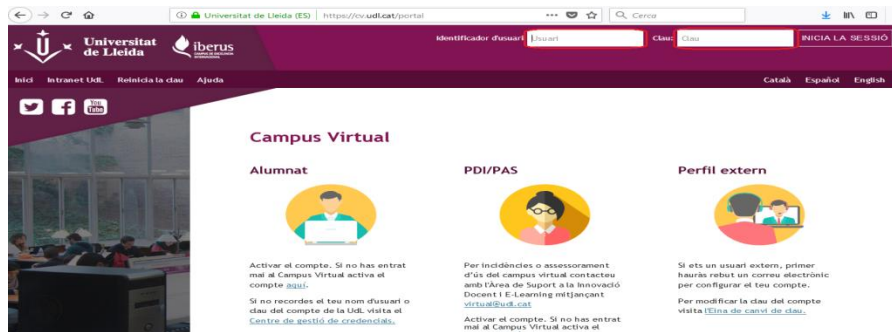 Universitat de Lleida (ES) https://cv.udl.cat/portal Cerca
Universitat de Lleida
iberus
Identificador d'usuari Usuari Clau: Clau INICIA LA SESSIÓ
Inici Intranet UdL Reinicia la clau Ajuda Català Español English
You Tube
Campus Virtual
Alumnat
Activar el compte. Si no has entrat
mai al Campus Virtual activa el
compte aquí.
Si no recordes el teu nom d'usuari o
clau del compte de la UdL visita el
Centre de gestió de credencials.
PDI/PAS
Per incidències o assessorament
d'ús del campus virtual contacteu
amb l'Àrea de Suport a la Innovació
Docent i E-Learning mitjançant
virtual@udl.cat
Activar el compte. Si no has entrat
mai al Campus Virtual activa el
Perfil extern
Si ets un usuari extern, primer
hauràs rebut un correu electrònic
per configurar el teu compte.
Per modificar la clau del compte
visita l'Eina de canvi de clau.